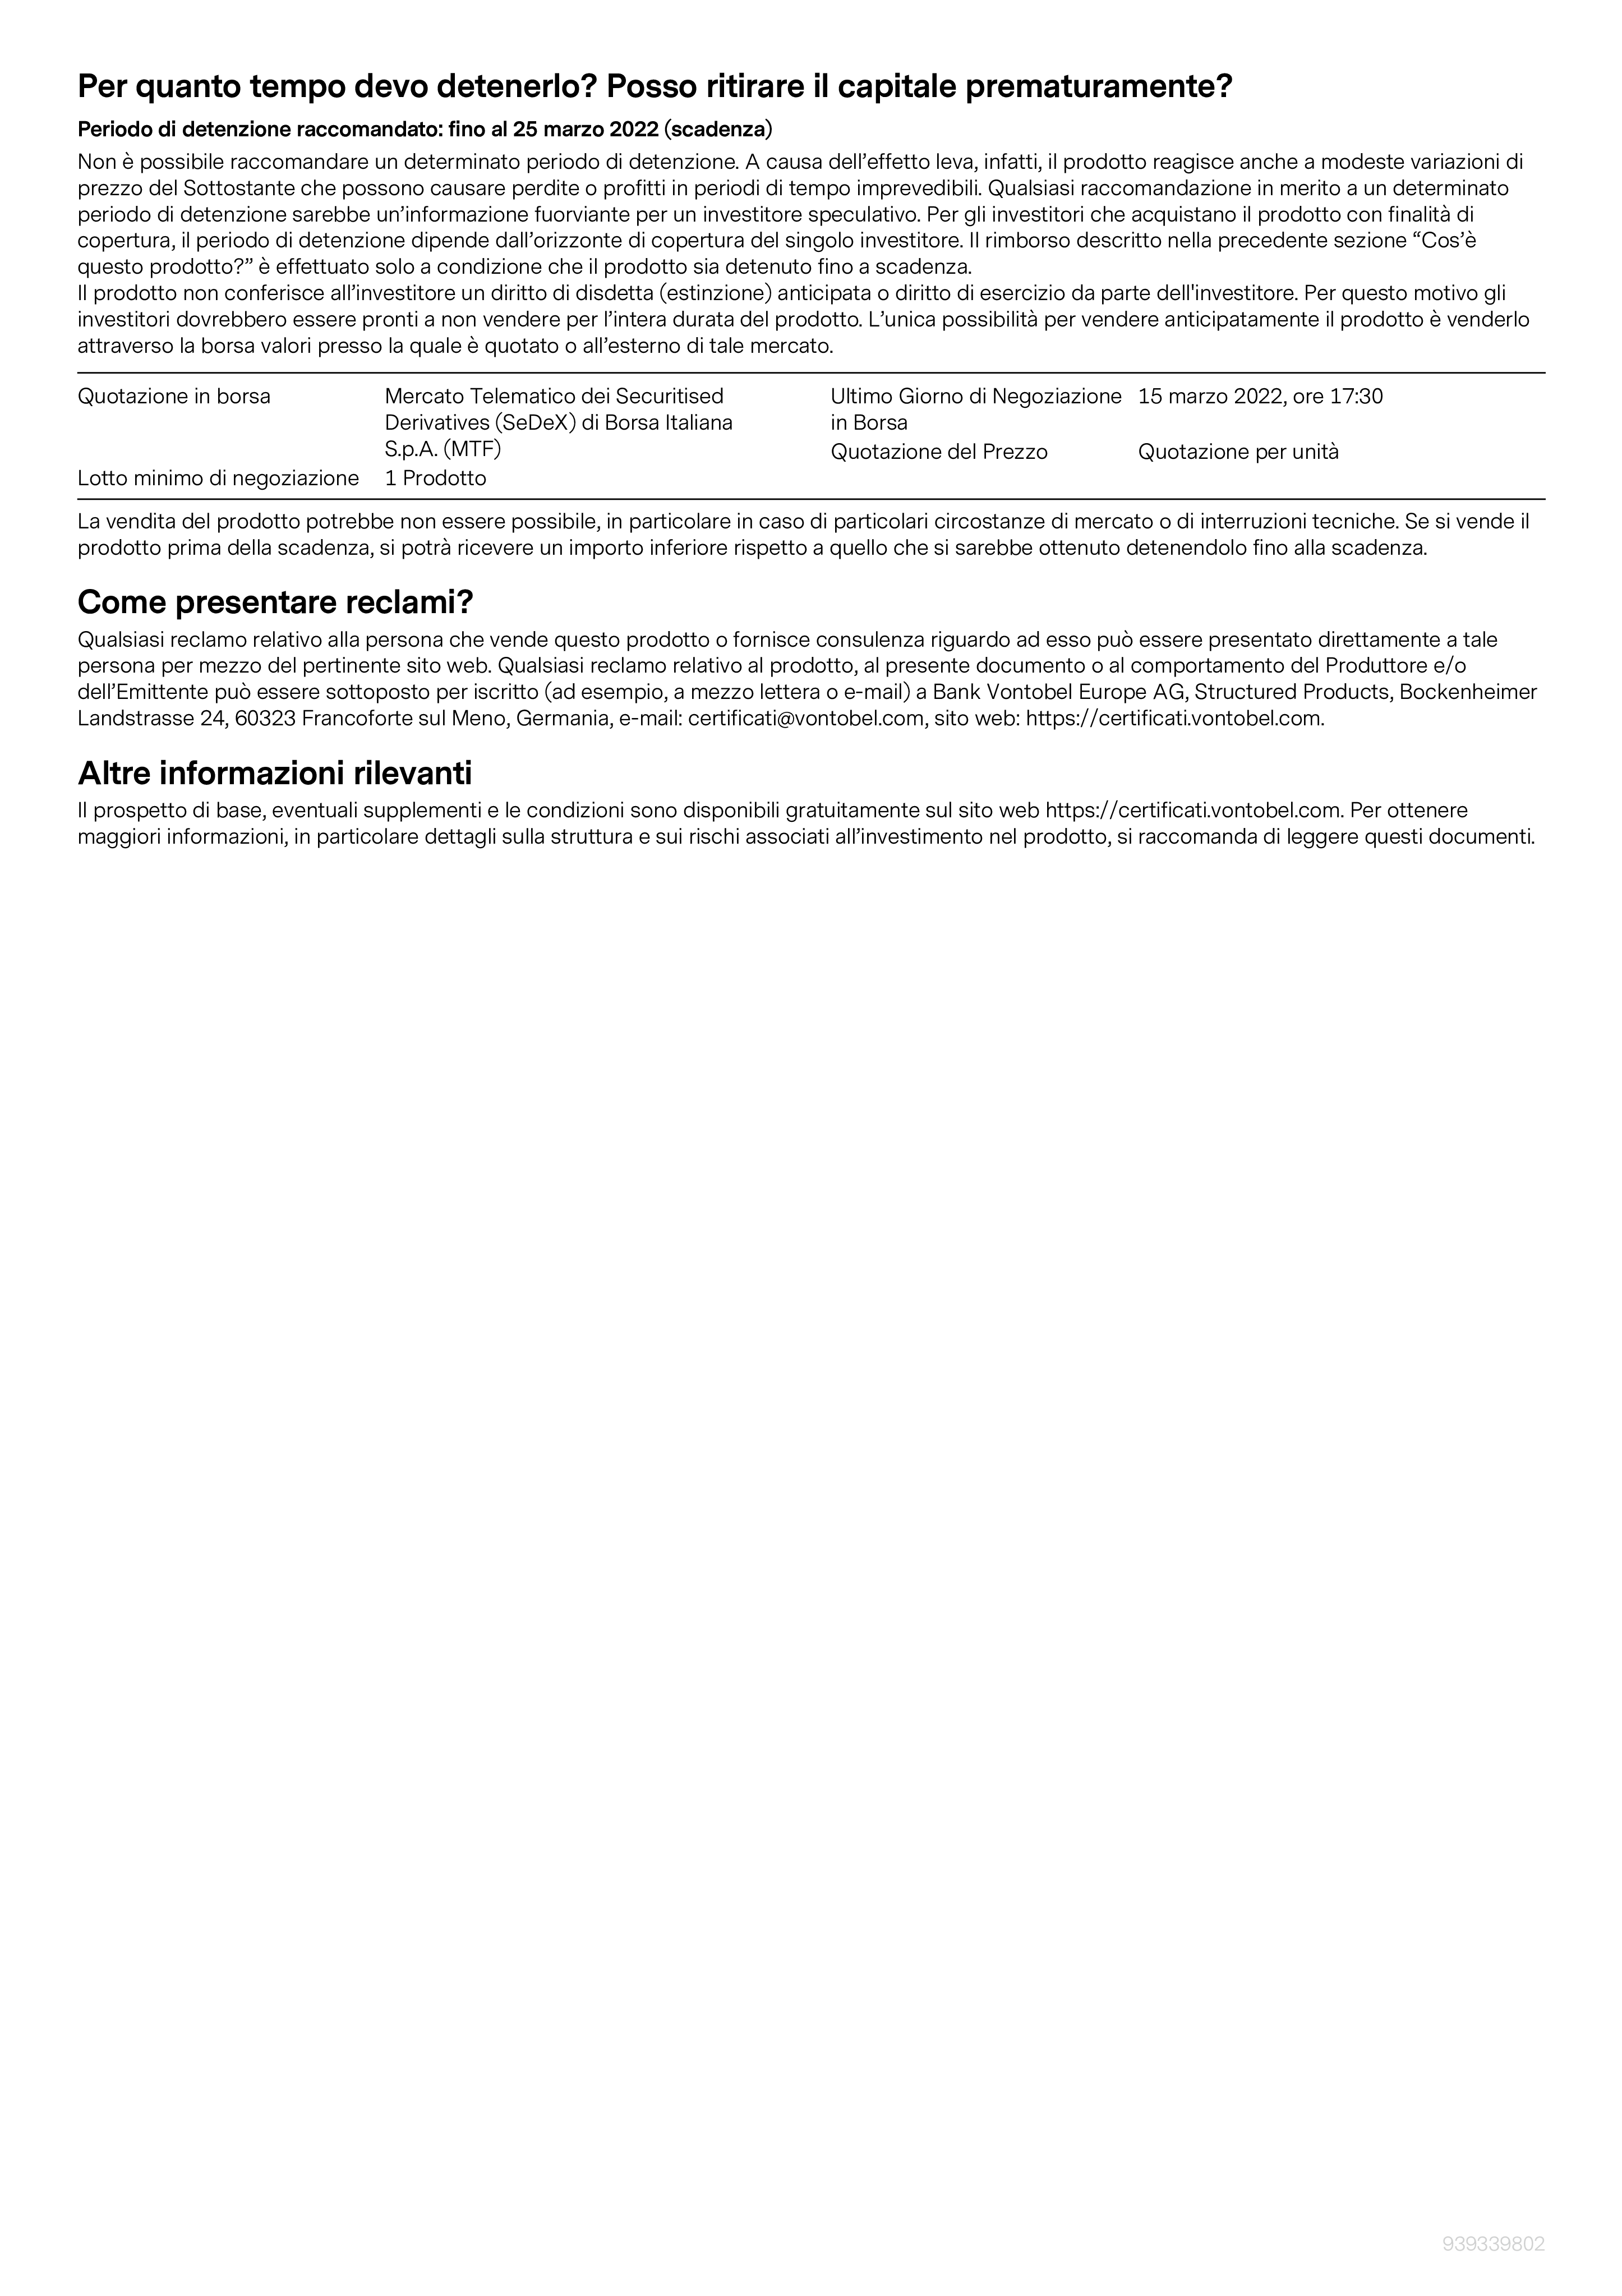 Per quanto tempo devo detenerlo? Posso ritirare il capitale prematuramente?
Periodo di detenzione raccomandato: fino al 25 marzo 2022 (scadenza)
Non è possibile raccomandare un determinato periodo di detenzione. A causa dell’effetto leva, infatti, il prodotto reagisce anche a modeste variazioni di
prezzo del Sottostante che possono causare perdite o profitti in periodi di tempo imprevedibili. Qualsiasi raccomandazione in merito a un determinato
periodo di detenzione sarebbe un’informazione fuorviante per un investitore speculativo. Per gli investitori che acquistano il prodotto con finalità di
copertura, il periodo di detenzione dipende dall’orizzonte di copertura del singolo investitore. Il rimborso descritto nella precedente sezione “Cos’è
questo prodotto?” è effettuato solo a condizione che il prodotto sia detenuto fino a scadenza.
Il prodotto non conferisce all’investitore un diritto di disdetta (estinzione) anticipata o diritto di esercizio da parte dell'investitore. Per questo motivo gli
investitori dovrebbero essere pronti a non vendere per l’intera durata del prodotto. L’unica possibilità per vendere anticipatamente il prodotto è venderlo
attraverso la borsa valori presso la quale è quotato o all’esterno di tale mercato.
Quotazione in borsa
Mercato Telematico dei Securitised
Derivatives (SeDeX) di Borsa Italiana
S.p.A. (MTF)
Lotto minimo di negoziazione 1 Prodotto
Ultimo Giorno di Negoziazione 15 marzo 2022, ore 17:30
in Borsa
Quotazione del Prezzo Quotazione per unità
La vendita del prodotto potrebbe non essere possibile, in particolare in caso di particolari circostanze di mercato o di interruzioni tecniche. Se si vende il
prodotto prima della scadenza, si potrà ricevere un importo inferiore rispetto a quello che si sarebbe ottenuto detenendolo fino alla scadenza.
Come presentare reclami?
Qualsiasi reclamo relativo alla persona che vende questo prodotto o fornisce consulenza riguardo ad esso può essere presentato direttamente a tale
persona per mezzo del pertinente sito web. Qualsiasi reclamo relativo al prodotto, al presente documento o al comportamento del Produttore e/o
dell’Emittente può essere sottoposto per iscritto (ad esempio, a mezzo lettera o e-mail) a Bank Vontobel Europe AG, Structured Products, Bockenheimer
Landstrasse 24, 60323 Francoforte sul Meno, Germania, e-mail: certificati@vontobel.com, sito web: https://certificati.vontobel.com.
Altre informazioni rilevanti
Il prospetto di base, eventuali supplementi e le condizioni sono disponibili gratuitamente sul sito web https://certificati.vontobel.com. Per ottenere
maggiori informazioni, in particolare dettagli sulla struttura e sui rischi associati all’investimento nel prodotto, si raccomanda di leggere questi documenti.
939339802